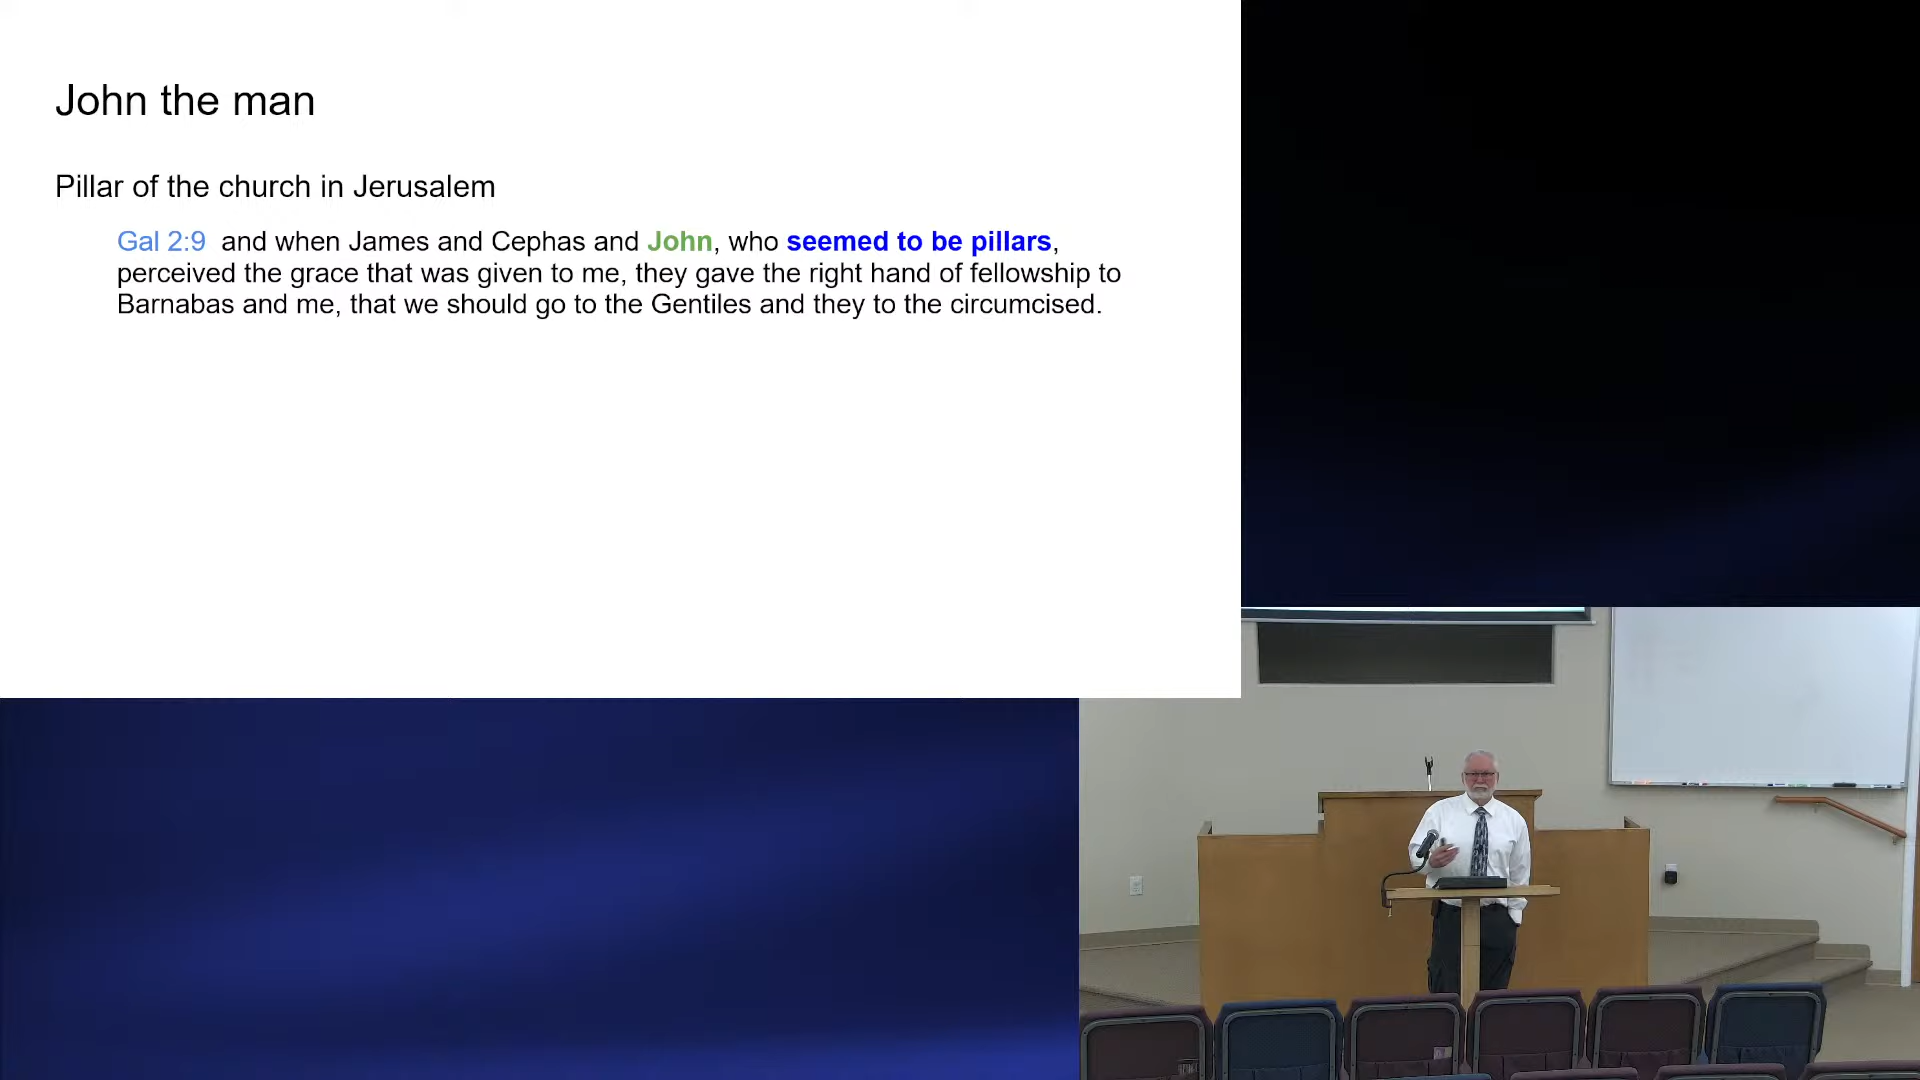 John the man
Pillar of the church in Jerusalem
Gal 2:9 and when James and Cephas and John, who seemed to be pillars,
perceived the grace that was given to me, they gave the right hand of fellowship to
Barnabas and me, that we should go to the Gentiles and they to the circumcised.